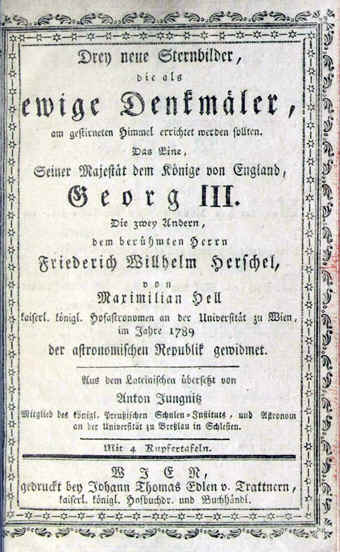 Drey neue Sternbilder,
die als
ewige Denkmäler,
am gestirneten Himmel errichtet werden sollten.
Das Eine,
Seiner Majestät dem Könige von England,
Georg III.
Die zwey Andern,
dem berühmten Herrn
Friederich Willhelm Herschel,
von
Maximilian Hell
kaiserl. königl. Hofastronomen an der Universität zu Wien,
im Jahre 1789
der astronomischen Republik gewidmet.
Aus dem Lateinischen übersetzt von
Anton Jungnitz
Mitglied des königl. Preußischen Schulen-Instituts, und Astronom
an der Universität zu Breßlau in Schlesien.
Mit 4 Kupfertafeln.
WIEN,
gedruckt bey Johann Thomas Edlen v. Trattnern,
kaiserl. königl. Hofbuchdr. und Buchhändl.